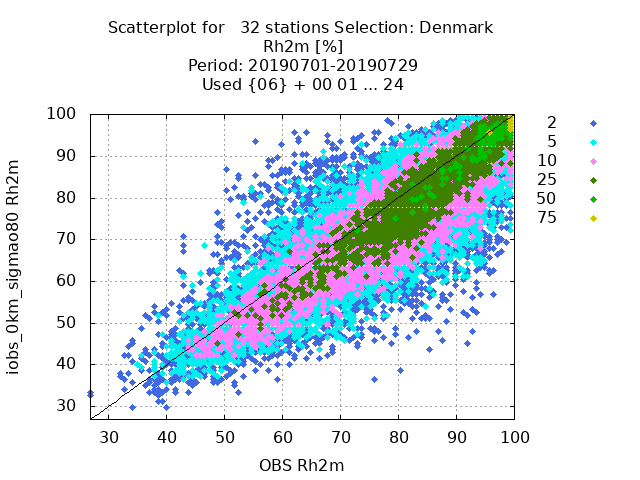 Scatterplot for   32 stations Selection: Denmark
Rh2m [%]
Period: 20190701-20190729
Used {06} + 00 01 ... 24
100
90
80
70
60
50
40
30
iobs_0km_sigmao80 Rh2m
30 40 50 60 70 80 90 100
OBS Rh2m
2
5
10
25
50
75